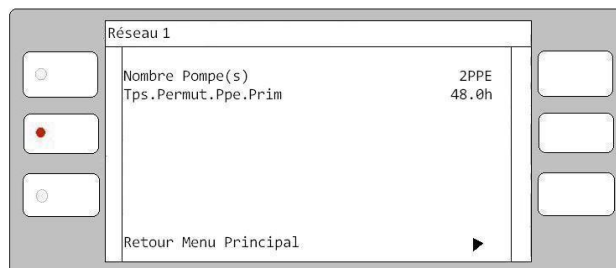 Réseau 1
Nombre Pompe(s) 2PPE
Tps.Permut.Ppe.Prim 48.0h
Retour Menu Principal